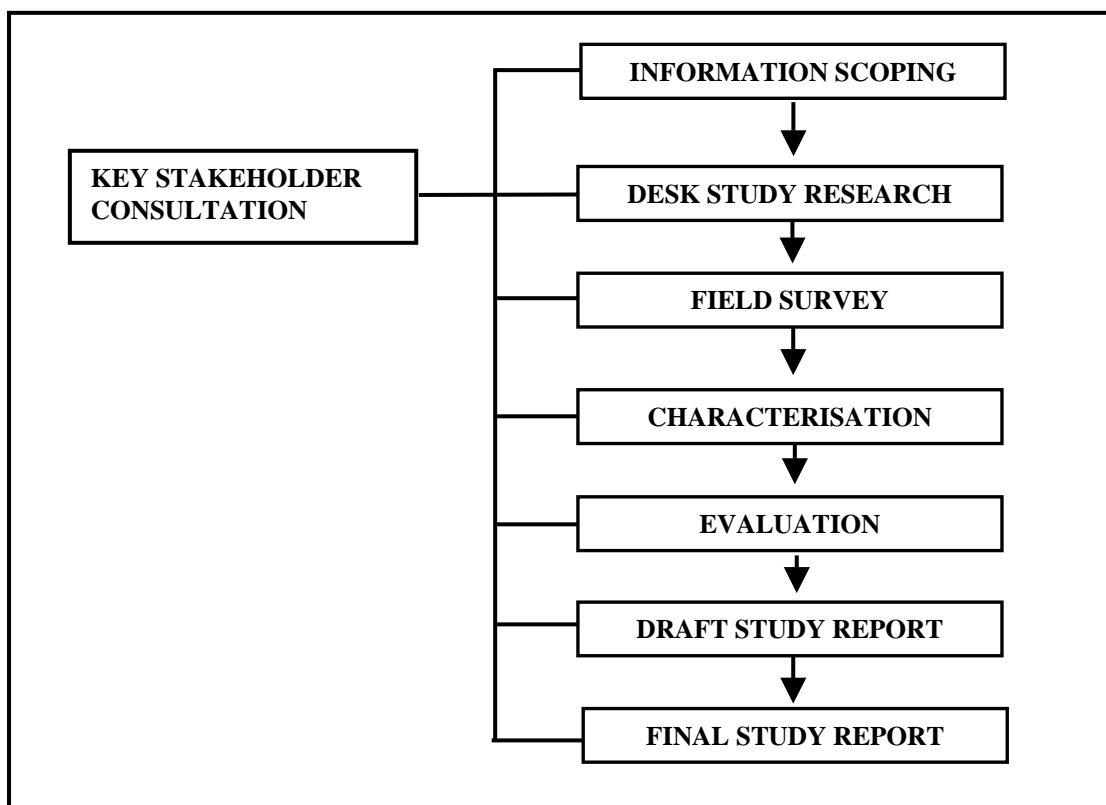 INFORMATION SCOPING
KEY STAKEHOLDER
CONSULTATION
DESK STUDY RESEARCH
FIELD SURVEY
CHARACTERISATION
EVALUATION
DRAFT STUDY REPORT
FINAL STUDY REPORT